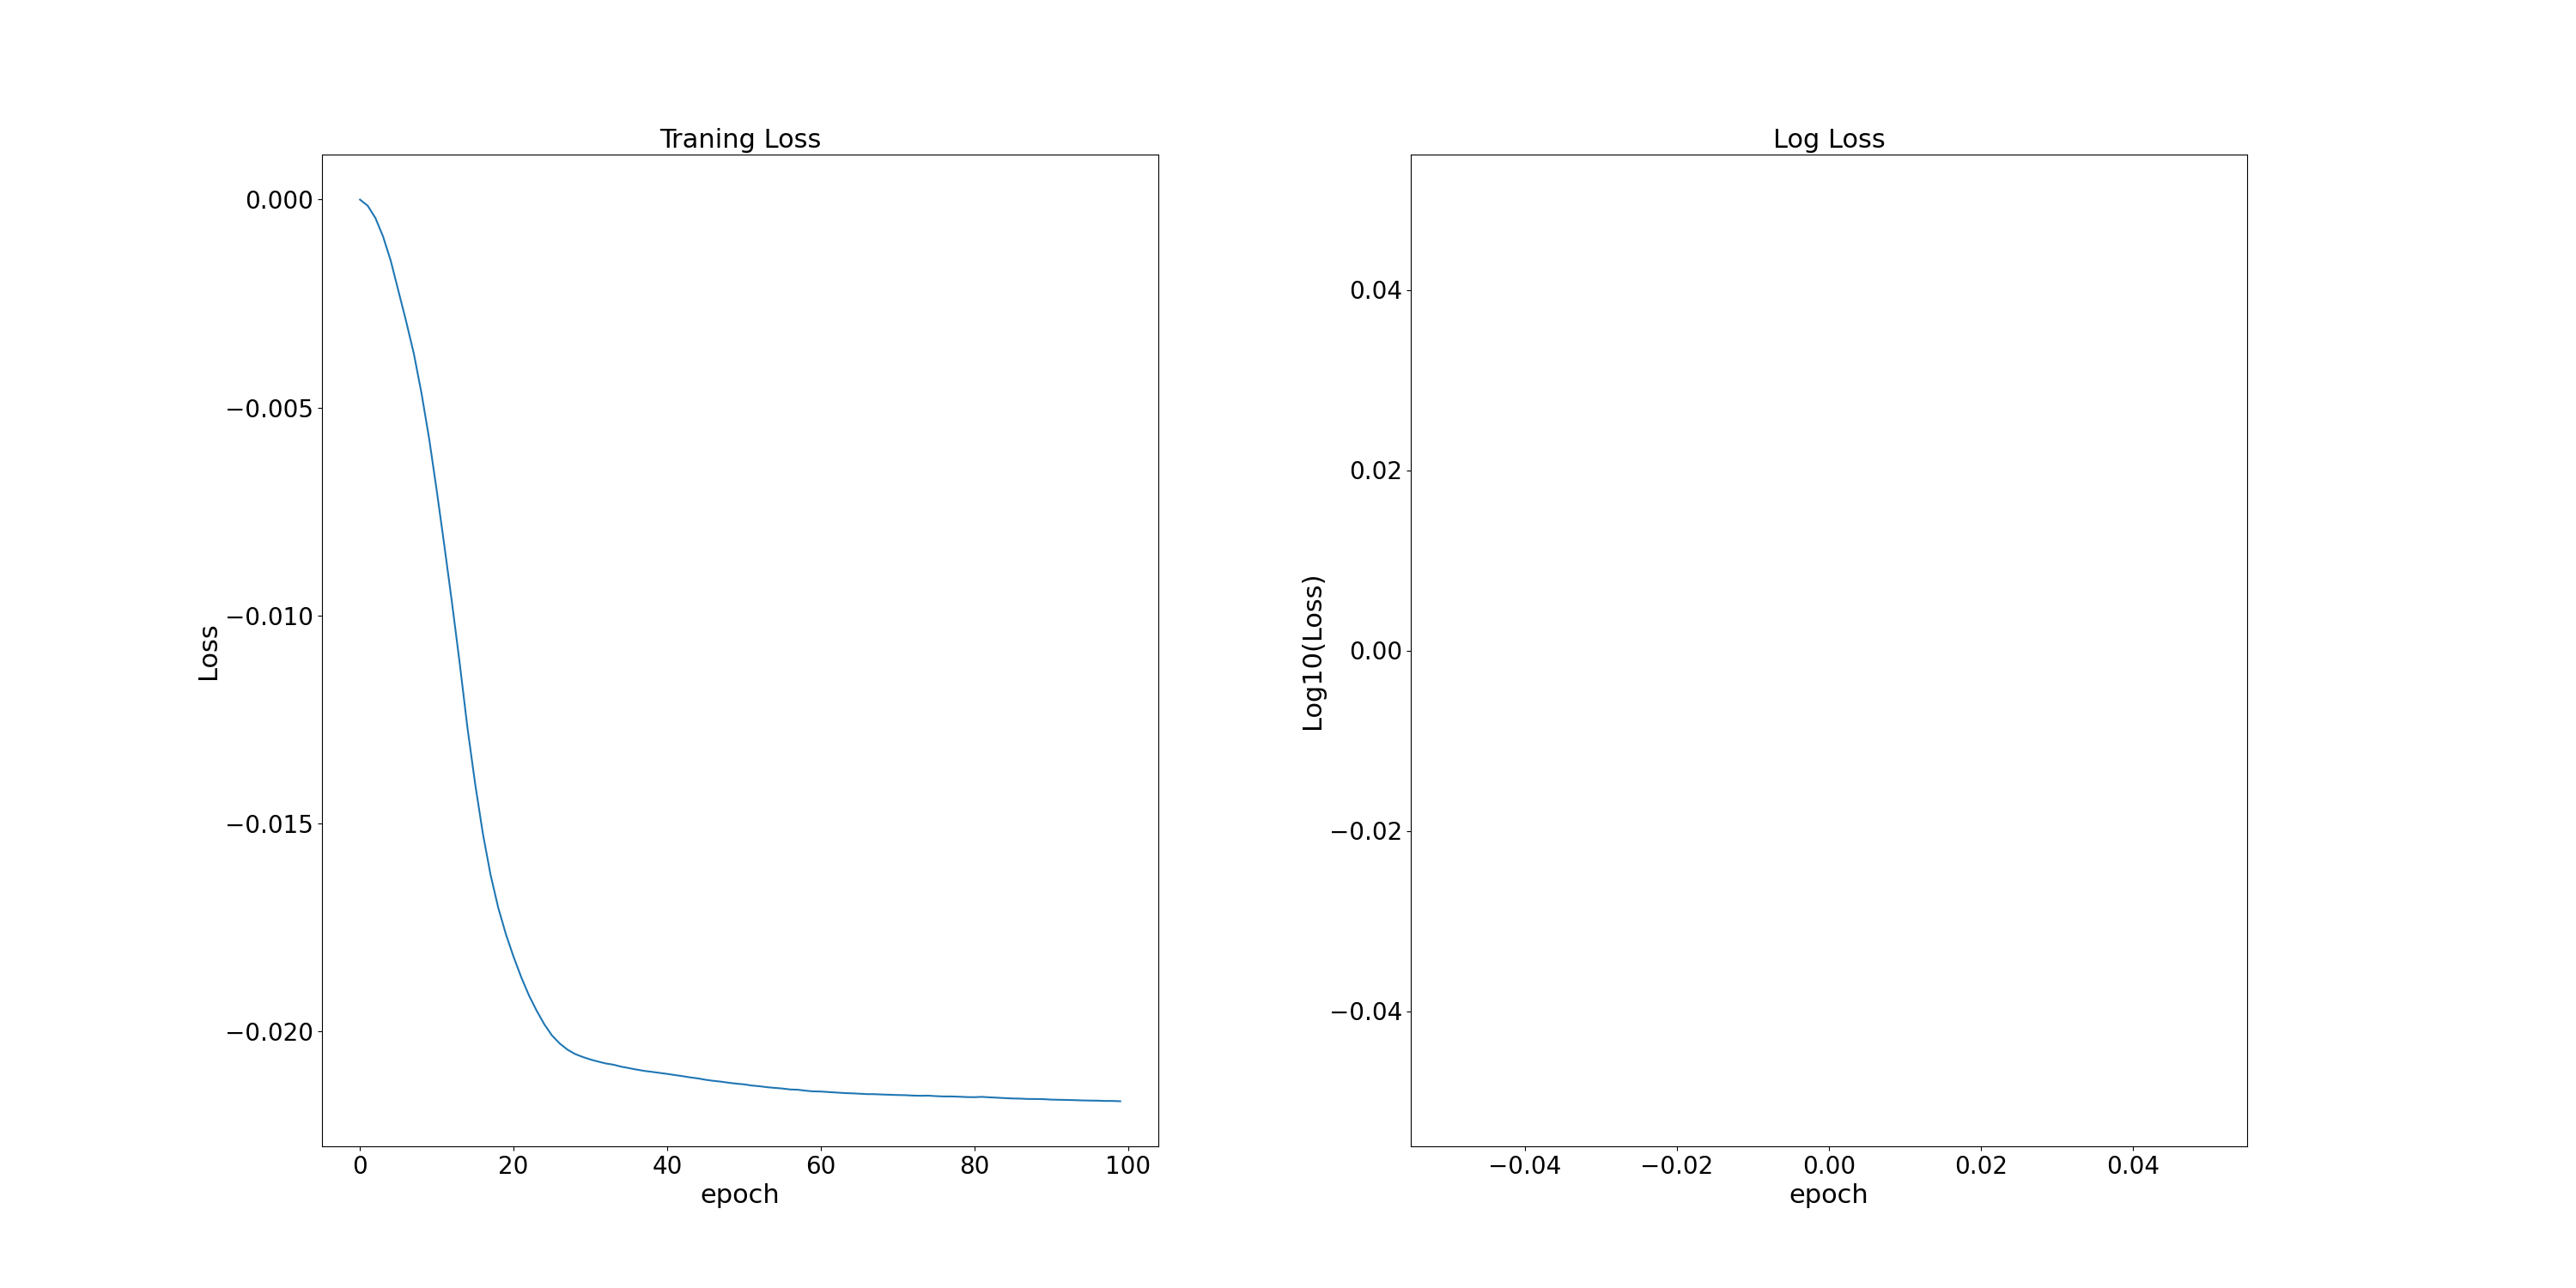 Traning Loss
0.000
−0.005
−0.010
−0.015
−0.020
Loss
0 20 40 60 80 100
epoch
Log Loss
0.04
0.02
0.00
−0.02
−0.04
Log10(Loss)
−0.04 −0.02 0.00 0.02 0.04
epoch